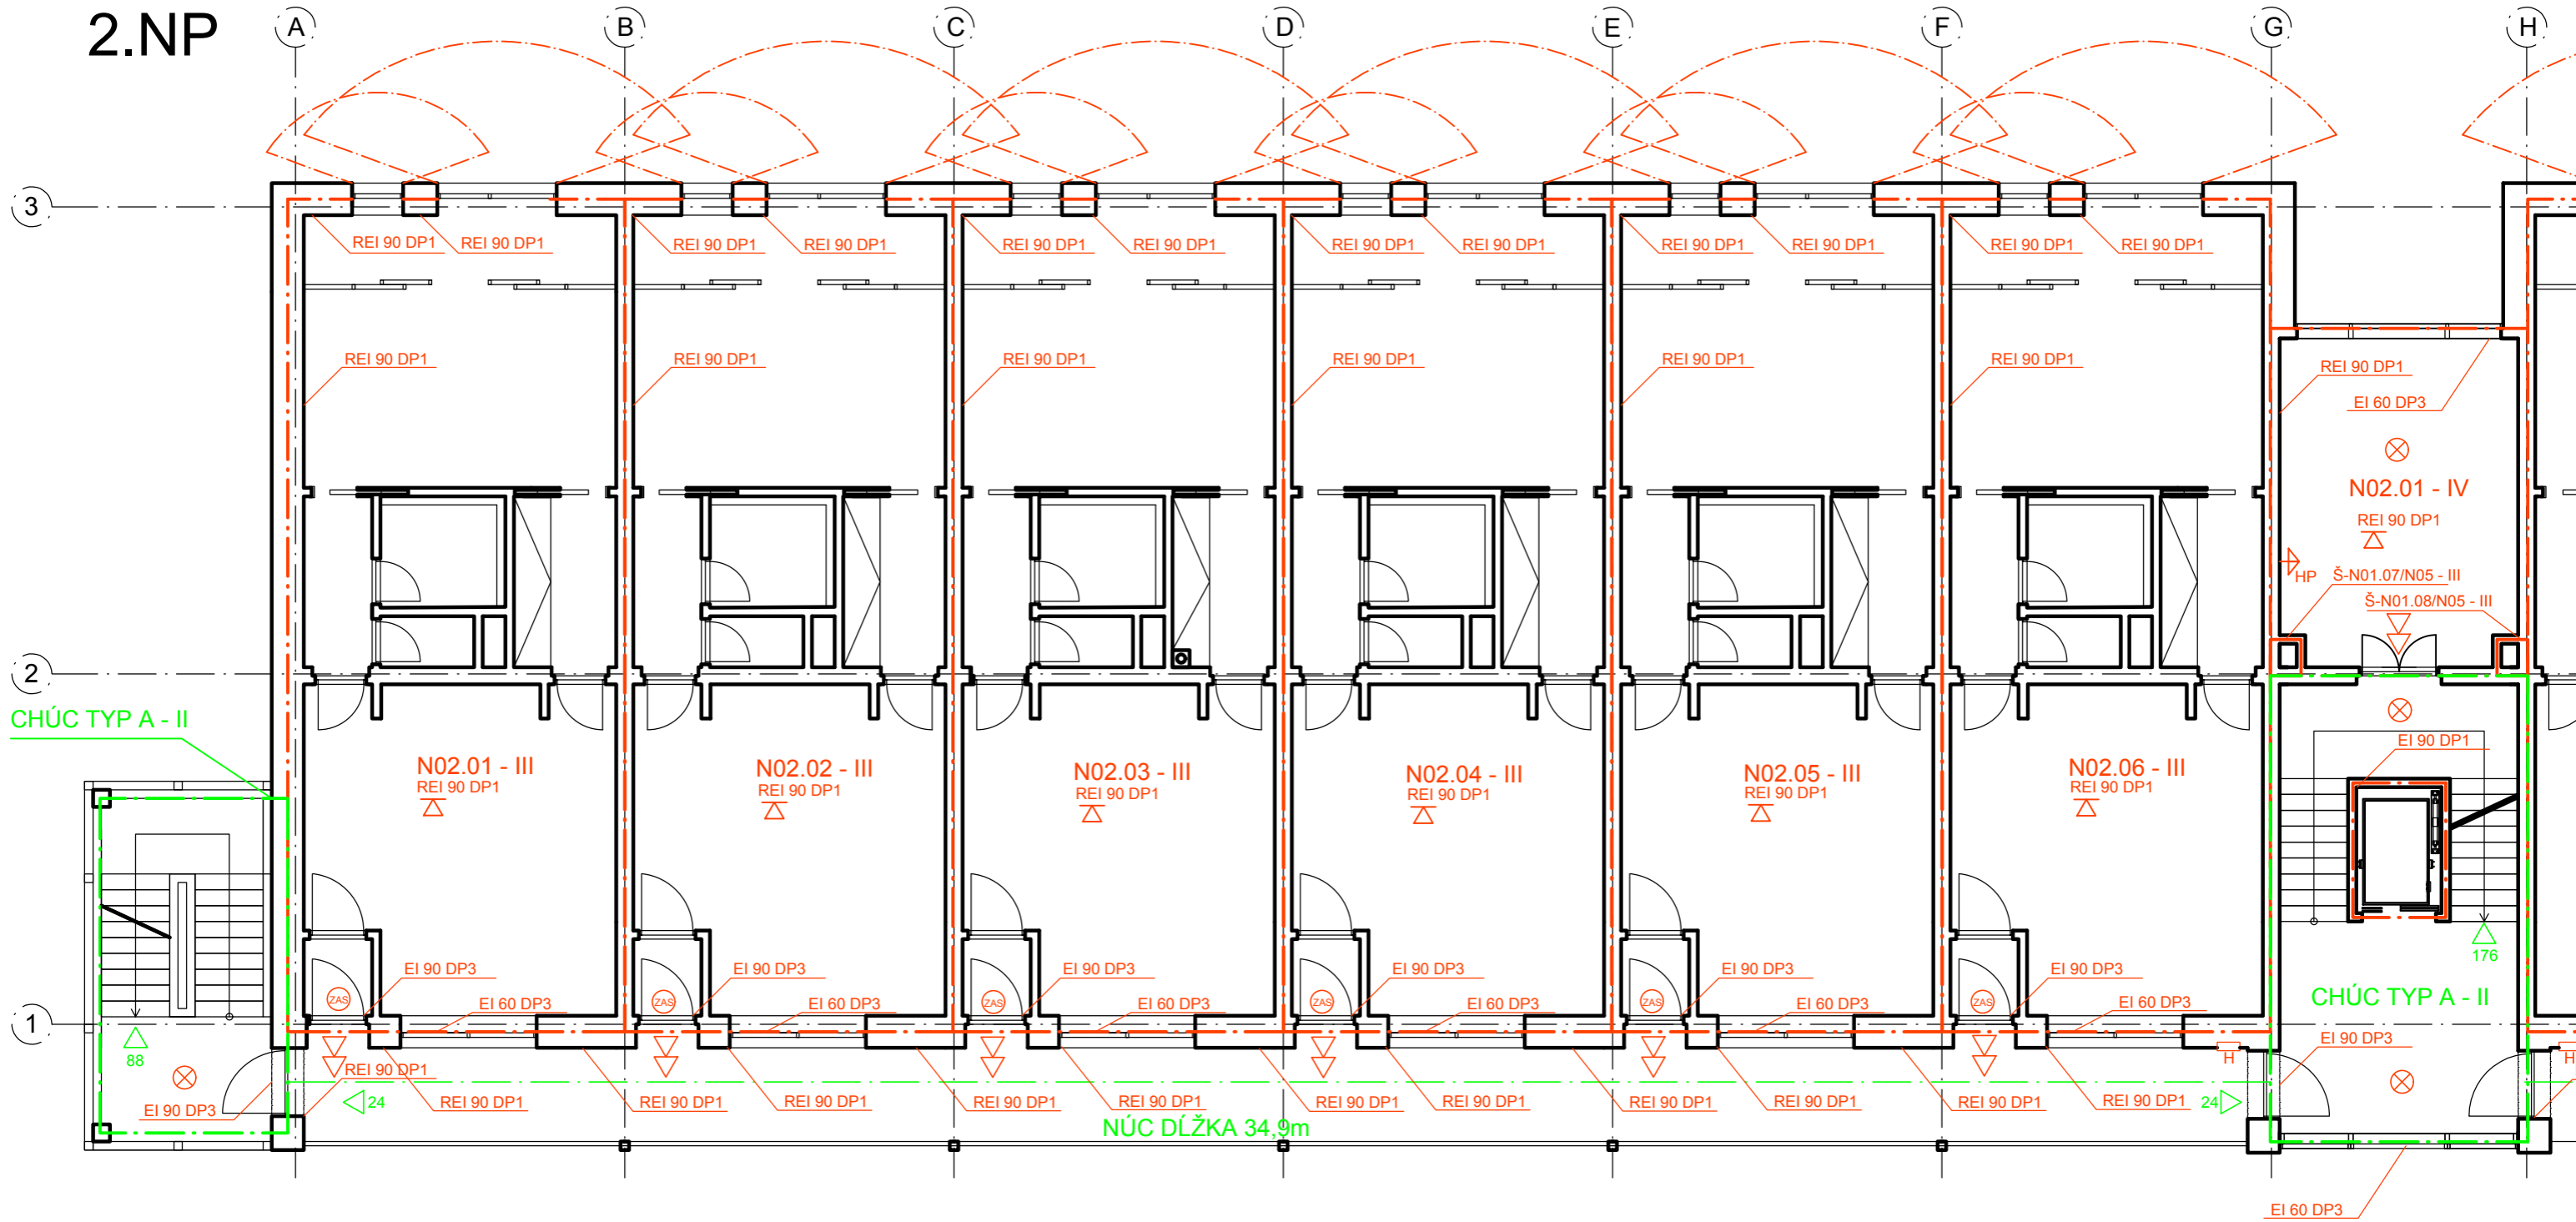 2.NP
A B C D E F G H
3
REI 90 DP1 REI 90 DP1 REI 90 DP1 REI 90 DP1 REI 90 DP1 REI 90 DP1 REI 90 DP1 REI 90 DP1 REI 90 DP1 REI 90 DP1 REI 90 DP1 REI 90 DP1
REI 90 DP1 REI 90 DP1 REI 90 DP1 REI 90 DP1 REI 90 DP1 REI 90 DP1 REI 90 DP1
EI 60 DP3
N02.01 - IV
REI 90 DP1
HP Š-N01.07/N05 - III
Š-N01.08/N05 - III
2
CHÚC TYP A - II
EI 90 DP1
N02.01 - III N02.02 - III N02.03 - III N02.04 - III N02.05 - III N02.06 - III
REI 90 DP1 REI 90 DP1 REI 90 DP1 REI 90 DP1 REI 90 DP1 REI 90 DP1
176
EI 90 DP3 EI 90 DP3 EI 90 DP3 EI 90 DP3 EI 90 DP3 EI 90 DP3
ZAS ZAS ZAS ZAS ZAS ZAS CHÚC TYP A - II
EI 60 DP3 EI 60 DP3 EI 60 DP3 EI 60 DP3 EI 60 DP3 EI 60 DP3
1
EI 90 DP3
88 H H
REI 90 DP1
EI 90 DP3 24 REI 90 DP1 REI 90 DP1 REI 90 DP1 REI 90 DP1 REI 90 DP1 REI 90 DP1 REI 90 DP1 REI 90 DP1 REI 90 DP1 REI 90 DP1 REI 90 DP1 24
NÚC DĹŽKA 34,9m
EI 60 DP3